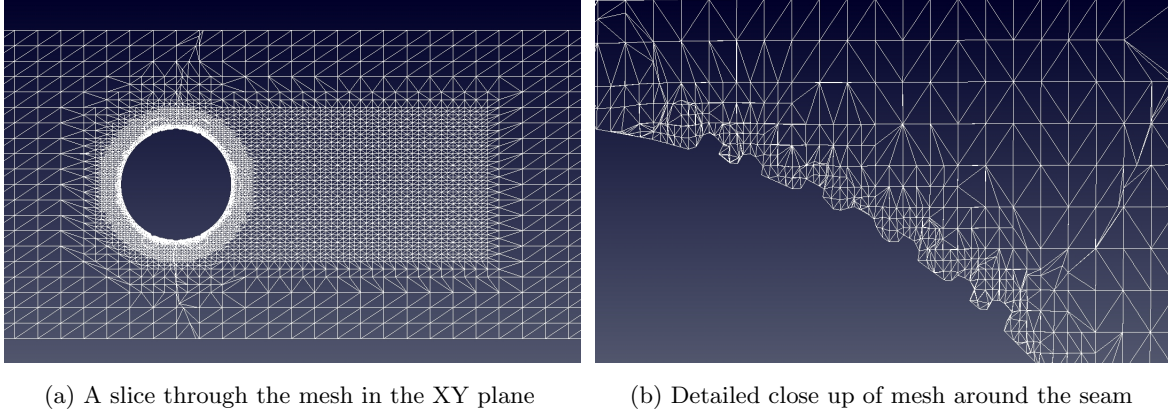 (a) A slice through the mesh in the XY plane
(b) Detailed close up of mesh around the seam